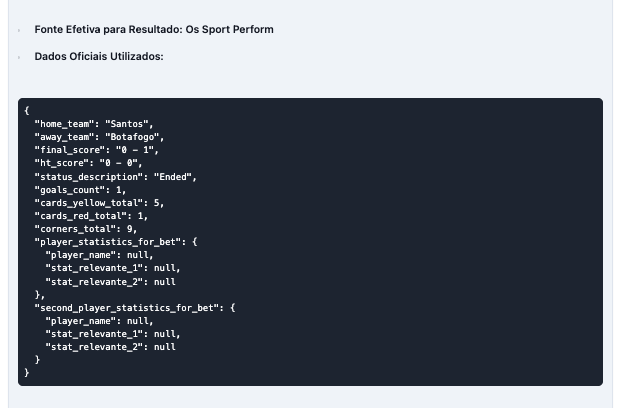 Fonte Efetiva para Resultado: Os Sport Perform
Dados Oficiais Utilizados:
{
  "home_team": "Santos",
  "away_team": "Botafogo",
  "final_score": "0 – 1",
  "ht_score": "0 – 0",
  "status_description": "Ended",
  "goals_count": 1,
  "cards_yellow_total": 5,
  "cards_red_total": 1,
  "corners_total": 9,
  "player_statistics_for_bet": {
    "player_name": null,
    "stat_relevante_1": null,
    "stat_relevante_2": null
  },
  "second_player_statistics_for_bet": {
    "player_name": null,
    "stat_relevante_1": null,
    "stat_relevante_2": null
  }
}